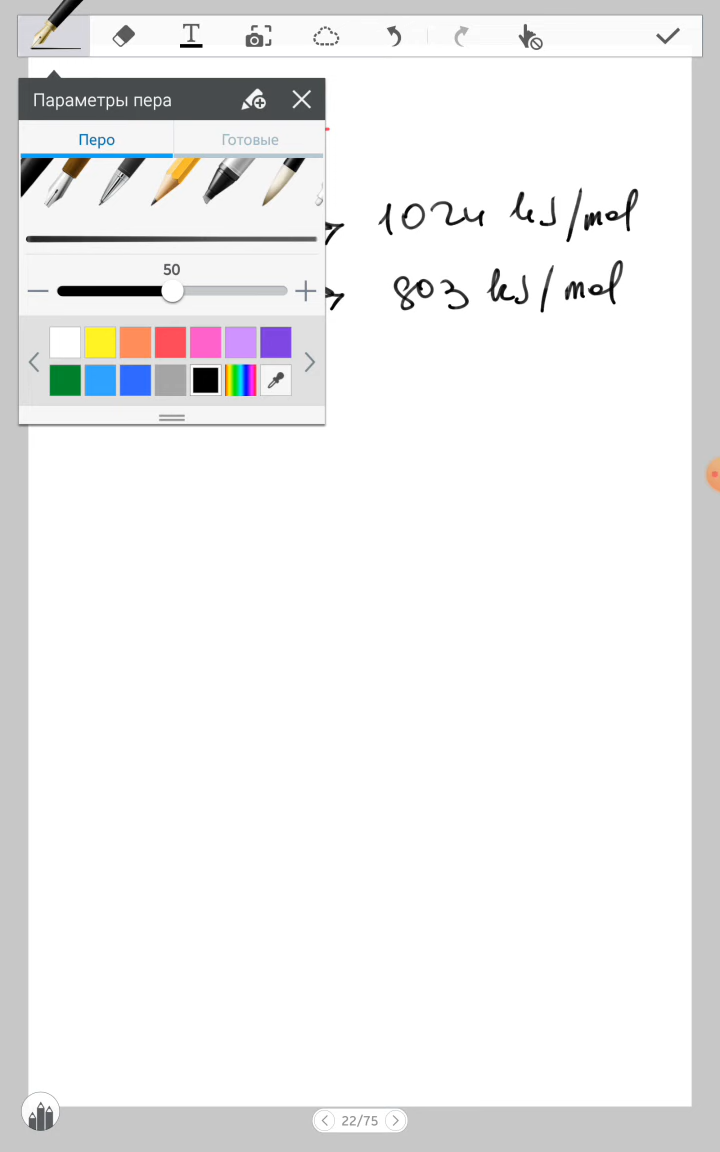 T
Параметры пера
Перо
Готовые
1024 kJ/mol
50
803 kJ/mol
22/75